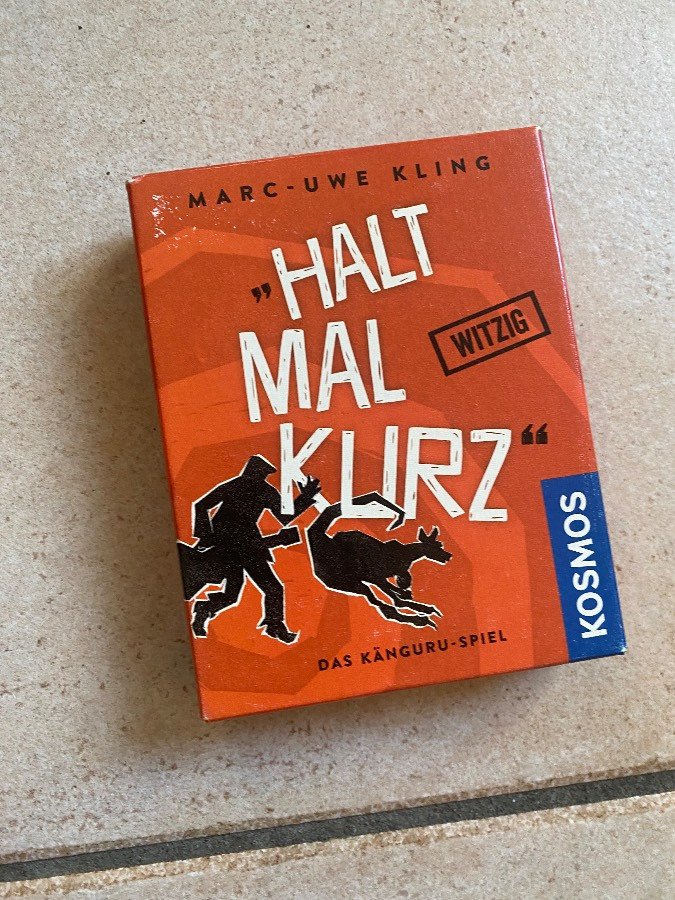 MARC-UWE KLING
„HALT
MAL
KURZ“
WITZIG
KOSMOS
DAS KÄNGURU-SPIEL